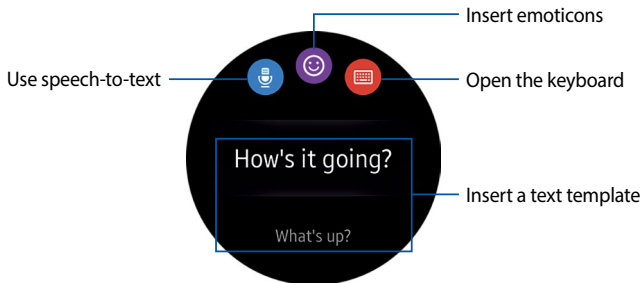 Insert emoticons
Use speech-to-text
Open the keyboard
How's it going?
Insert a text template
What's up?